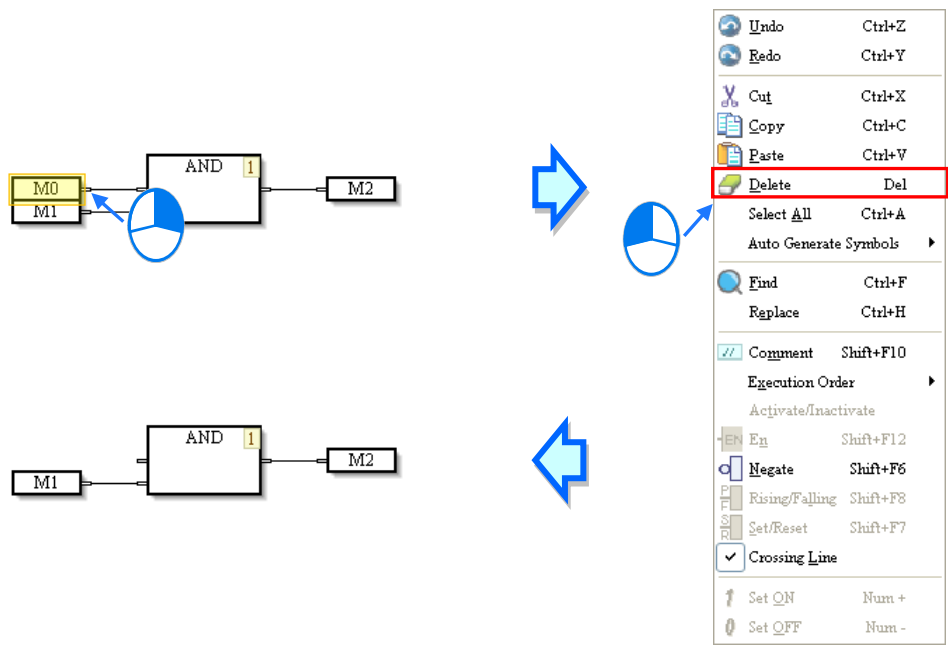 AND 1
M0
M1
M2
Undo Ctrl+Z
Redo Ctrl+Y
Cut Ctrl+X
Copy Ctrl+C
Paste Ctrl+V
Delete Del
Select All Ctrl+A
Auto Generate Symbols
Find Ctrl+F
Replace Ctrl+H
// Comment Shift+F10
Execution Order
Activate/Inactivate
EN En Shift+F12
Negate Shift+F6
P F Rising/Falling Shift+F8
S R Set/Reset Shift+F7
Crossing Line
1 Set ON Num +
0 Set OFF Num -
AND 1
M1
M2